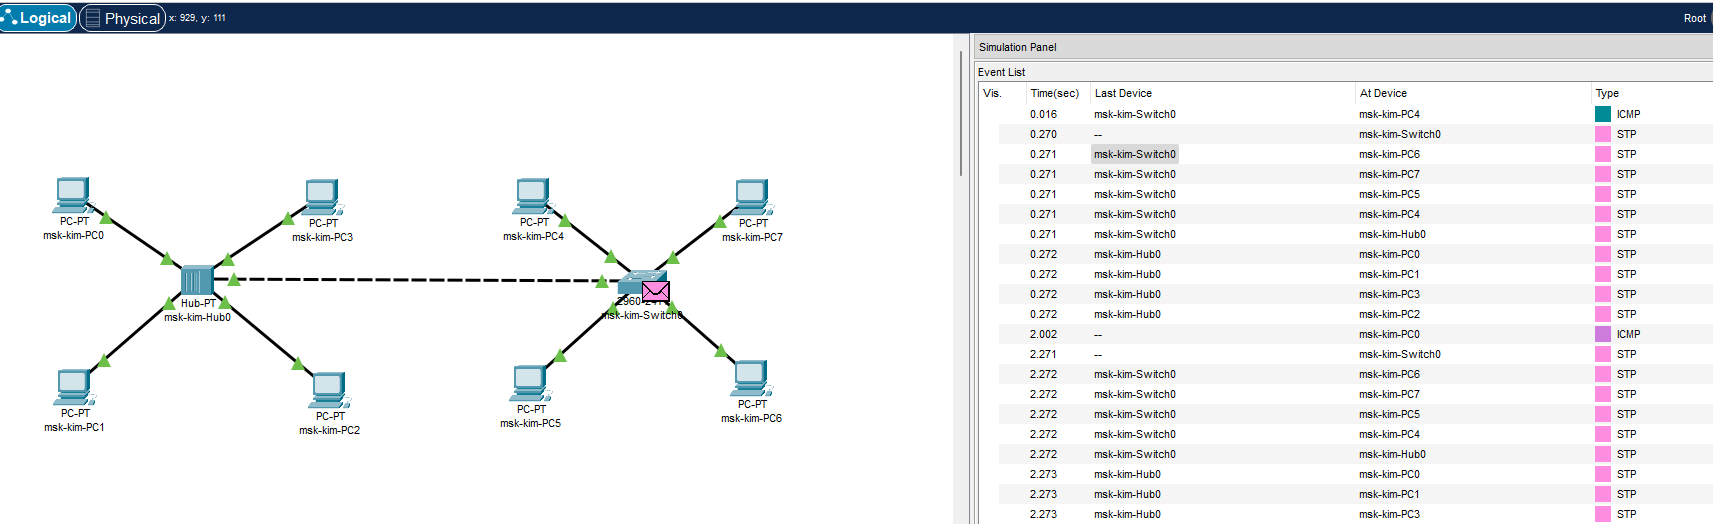 Logical Physical x: 929, y: 111 Root
Simulation Panel
Event List
Vis. Time(sec) Last Device At Device Type
0.016 msk-kim-Switch0 msk-kim-PC4 ICMP
0.270 -- msk-kim-Switch0 STP
0.271 msk-kim-Switch0 msk-kim-PC6 STP
0.271 msk-kim-Switch0 msk-kim-PC7 STP
0.271 msk-kim-Switch0 msk-kim-PC5 STP
0.271 msk-kim-Switch0 msk-kim-PC4 STP
0.271 msk-kim-Switch0 msk-kim-Hub0 STP
0.272 msk-kim-Hub0 msk-kim-PC0 STP
0.272 msk-kim-Hub0 msk-kim-PC1 STP
0.272 msk-kim-Hub0 msk-kim-PC3 STP
0.272 msk-kim-Hub0 msk-kim-PC2 STP
2.002 -- msk-kim-PC0 ICMP
2.271 -- msk-kim-Switch0 STP
2.272 msk-kim-Switch0 msk-kim-PC6 STP
2.272 msk-kim-Switch0 msk-kim-PC7 STP
2.272 msk-kim-Switch0 msk-kim-PC5 STP
2.272 msk-kim-Switch0 msk-kim-PC4 STP
2.272 msk-kim-Switch0 msk-kim-Hub0 STP
2.273 msk-kim-Hub0 msk-kim-PC0 STP
2.273 msk-kim-Hub0 msk-kim-PC1 STP
2.273 msk-kim-Hub0 msk-kim-PC3 STP
PC-PT
msk-kim-PC0
PC-PT
msk-kim-PC3
PC-PT
msk-kim-PC4
PC-PT
msk-kim-PC7
Hub-PT
msk-kim-Hub0
msk-kim-Switch0
PC-PT
msk-kim-PC1
PC-PT
msk-kim-PC2
PC-PT
msk-kim-PC5
PC-PT
msk-kim-PC6